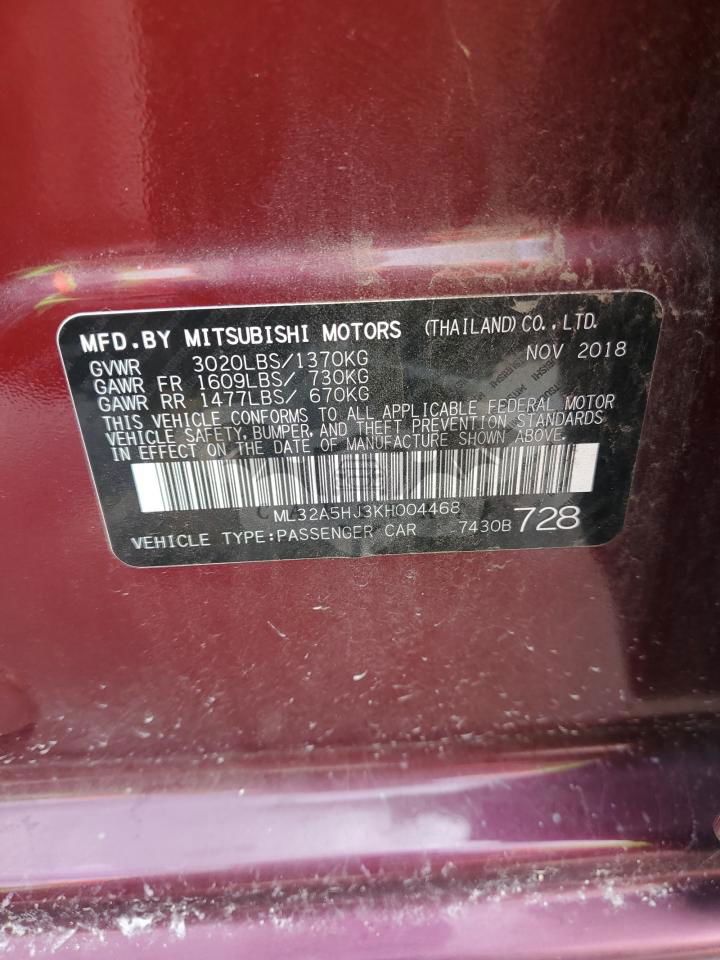 MFD.BY MITSUBISHI MOTORS (THAILAND)CO.,LTD.
GVWR 3020LBS/1370KG NOV 2018
GAWR FR 1609LBS/ 730KG
GAWR RR 1477LBS/ 670KG
THIS VEHICLE CONFORMS TO ALL APPLICABLE FEDERAL MOTOR
VEHICLE SAFETY, BUMPER, AND THEFT PREVENTION STANDARDS
IN EFFECT ON THE DATE OF MANUFACTURE SHOWN ABOVE.
ML32A5HJ3KH004468
VEHICLE TYPE:PASSENGER CAR 7430B 728